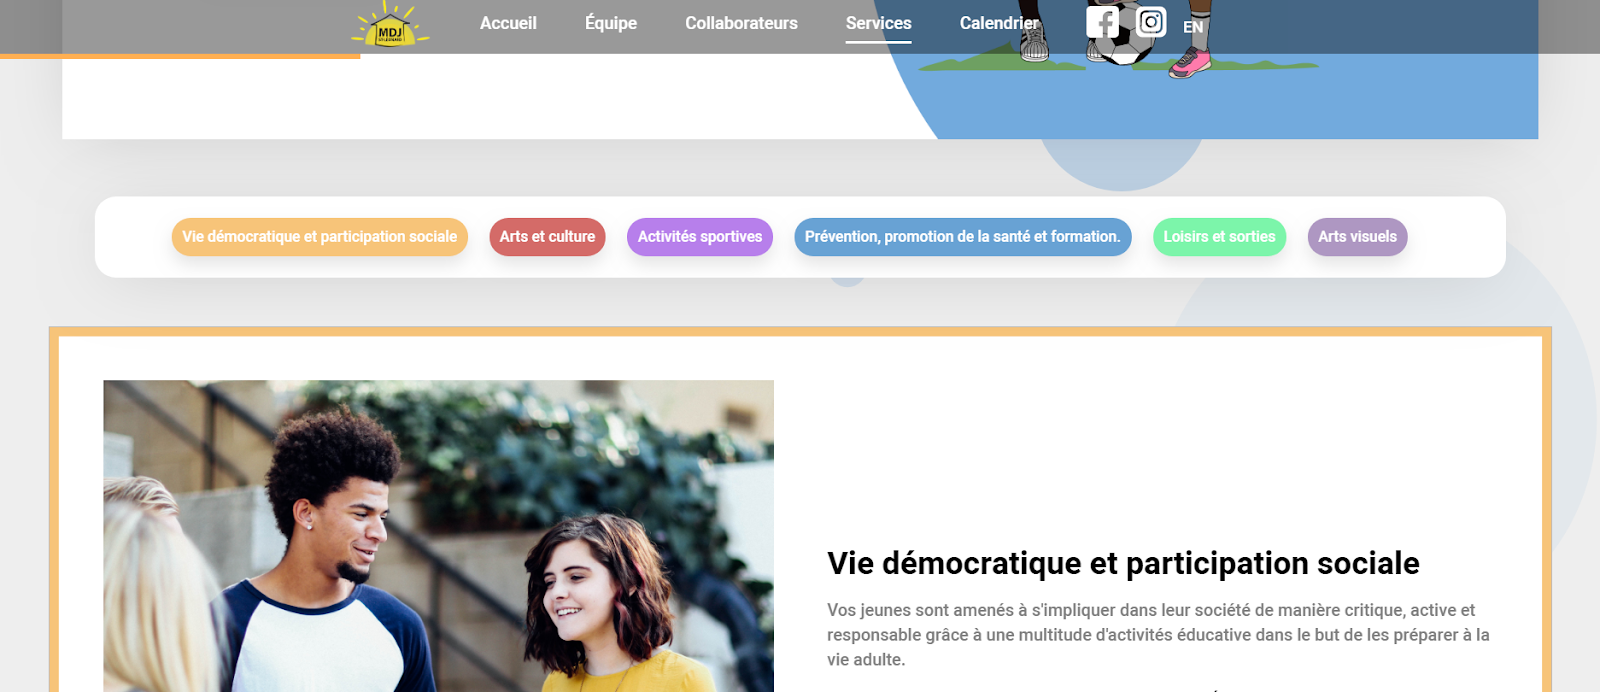 MDJ
Accueil
Équipe
Collaborateurs
Services
Calendrier
EN
Vie démocratique et participation sociale
Arts et culture
Activités sportives
Prévention, promotion de la santé et formation.
Loisirs et sorties
Arts visuels
Vie démocratique et participation sociale
Vos jeunes sont amenés à s'impliquer dans leur société de manière critique, active et
responsable grâce à une multitude d'activités éducative dans le but de les préparer à la
vie adulte.